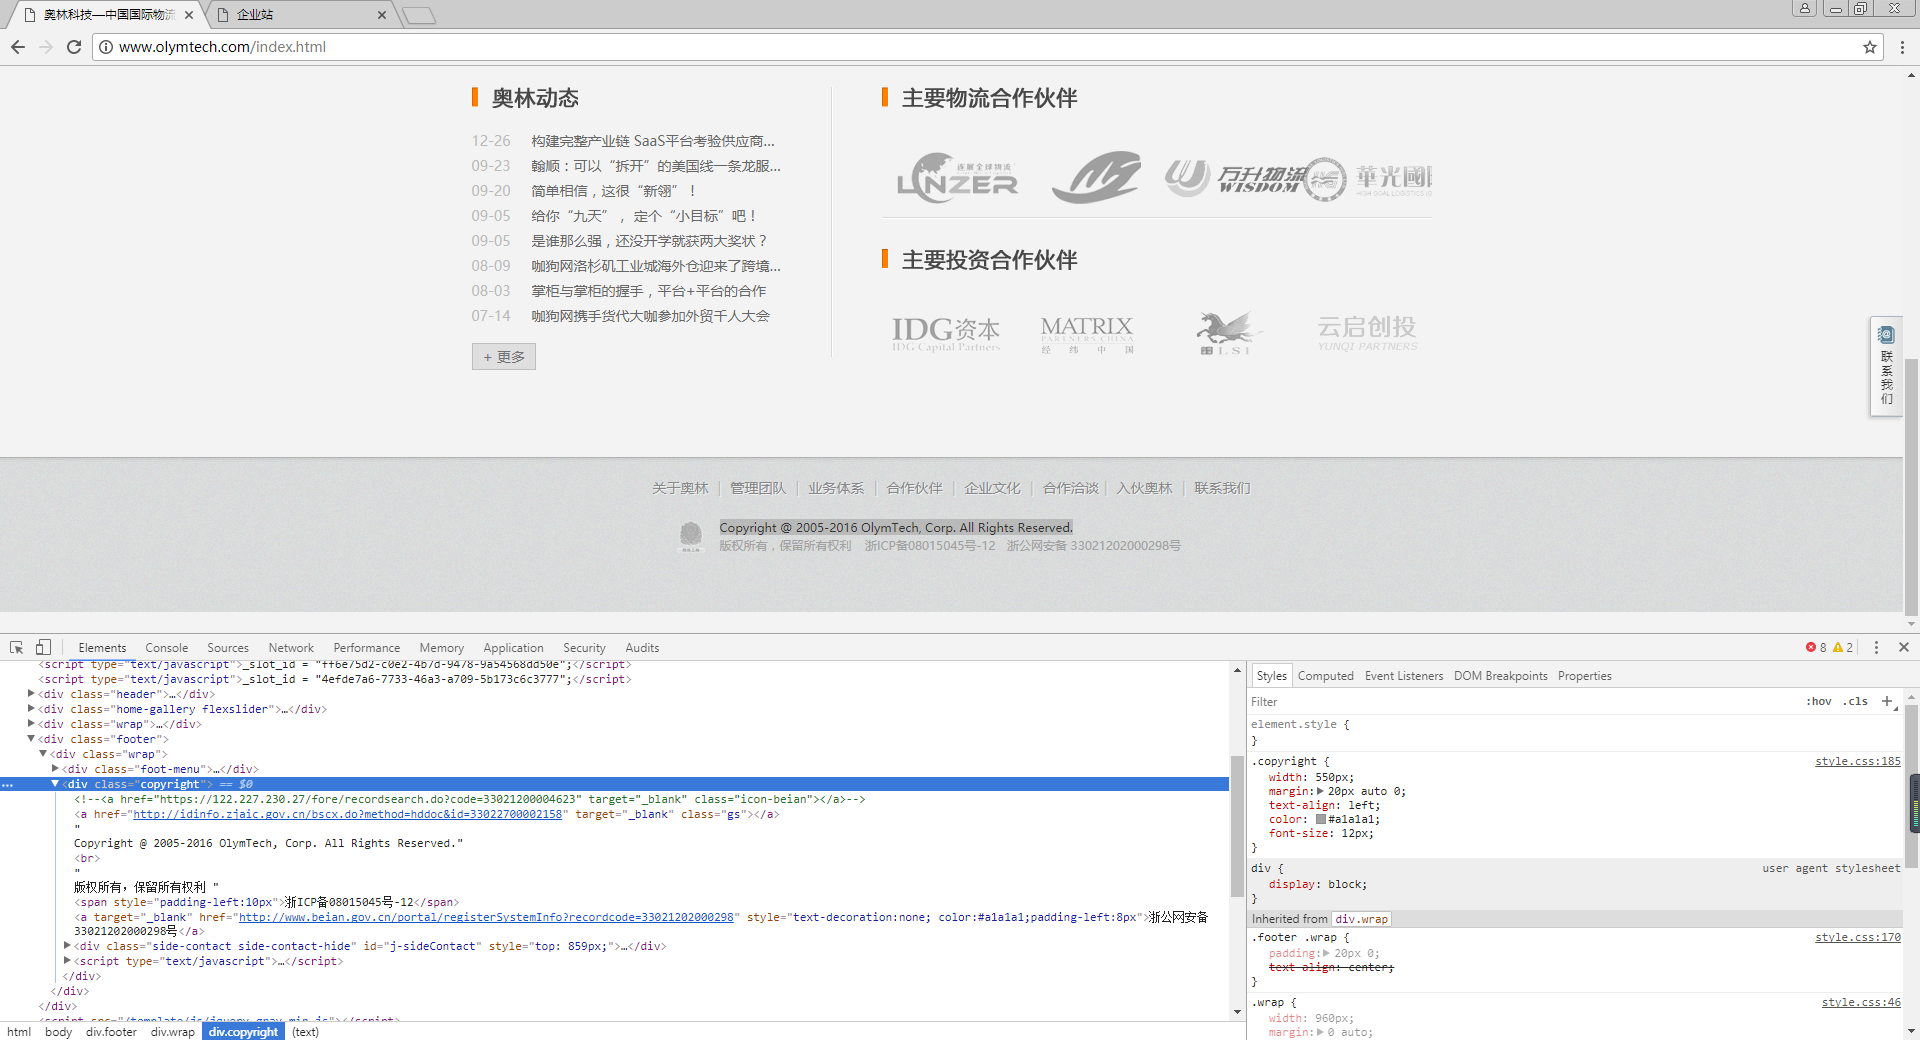 奥林科技—中国国际物流
企业站
www.olymtech.com/index.html
奥林动态
12-26 构建完整产业链 SaaS平台考验供应商...
09-23 翰顺：可以“拆开”的美国线一条龙服...
09-20 简单相信，这很“新翎”！
09-05 给你“九天”，定个“小目标”吧！
09-05 是谁那么强，还没开学就获两大奖状？
08-09 咖狗网洛杉矶工业城海外仓迎来了跨境...
08-03 掌柜与掌柜的握手，平台+平台的合作
07-14 咖狗网携手货代大咖参加外贸千人大会
+ 更多
主要物流合作伙伴
LINZER
万升物流
WISDOM
華光國
主要投资合作伙伴
IDG资本
IDG Capital Partners
MATRIX
PARTNERS CHINA
经纬中国
LSI
云启创投
YUNQI PARTNERS
联系我们
关于奥林 | 管理团队 | 业务体系 | 合作伙伴 | 企业文化 | 合作洽谈 | 入伙奥林 | 联系我们
Copyright @ 2005-2016 OlymTech, Corp. All Rights Reserved.
版权所有，保留所有权利 浙ICP备08015045号-12 浙公网安备 33021202000298号
Elements Console Sources Network Performance Memory Application Security Audits 8 2
<script type="text/javascript">_slot_id = "ff6e75d2-c0e2-4b7d-9478-9a54568dd50e";</script>
<script type="text/javascript">_slot_id = "4efde7a6-7733-46a3-a709-5b173c6c3777";</script>
<div class="header">…</div>
<div class="home-gallery flexslider">…</div>
<div class="wrap">…</div>
<div class="footer">
<div class="wrap">
<div class="foot-menu">…</div>
<div class="copyright"> == $0
<!--<a href="https://122.227.230.27/fore/recordsearch.do?code=33021200004623" target="_blank" class="icon-beian"></a>-->
<a href="http://idinfo.zjaic.gov.cn/bscx.do?method=hddoc&id=33022700002158" target="_blank" class="gs"></a>
"
Copyright @ 2005-2016 OlymTech, Corp. All Rights Reserved."
<br>
"
版权所有，保留所有权利 "
<span style="padding-left:10px">浙ICP备08015045号-12</span>
<a target="_blank" href="http://www.beian.gov.cn/portal/registerSystemInfo?recordcode=33021202000298" style="text-decoration:none; color:#a1a1a1;padding-left:8px">浙公网安备
33021202000298号</a>
<div class="side-contact side-contact-hide" id="j-sideContact" style="top: 859px;">…</div>
<script type="text/javascript">…</script>
</div>
</div>
</div>
<script src="/template/js/jquery.gray.min.js"></script>
html body div.footer div.wrap div.copyright (text)
Styles Computed Event Listeners DOM Breakpoints Properties
Filter :hov .cls +
element.style {
}
.copyright { style.css:185
width: 550px;
margin: 20px auto 0;
text-align: left;
color: #a1a1a1;
font-size: 12px;
}
div { user agent stylesheet
display: block;
}
Inherited from div.wrap
.footer .wrap { style.css:170
padding: 20px 0;
text-align: center;
}
.wrap { style.css:46
width: 960px;
margin: 0 auto;